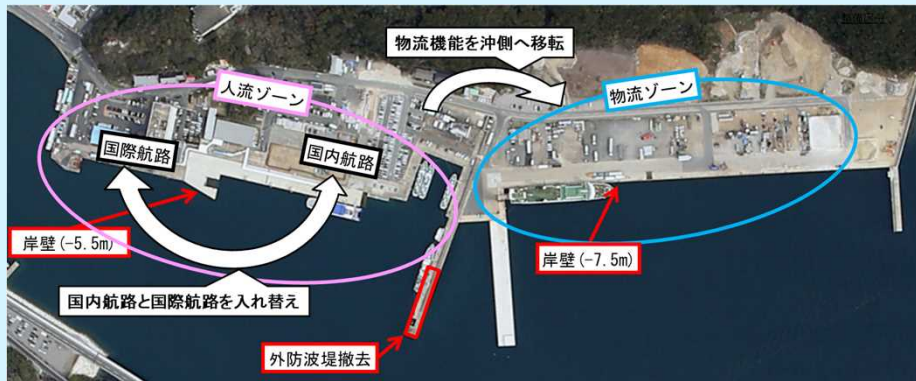 物流機能を沖側へ移転
人流ゾーン
物流ゾーン
国際航路
国内航路
岸壁(-5.5m)
岸壁(-7.5m)
国内航路と国際航路を入れ替え
外防波堤撤去